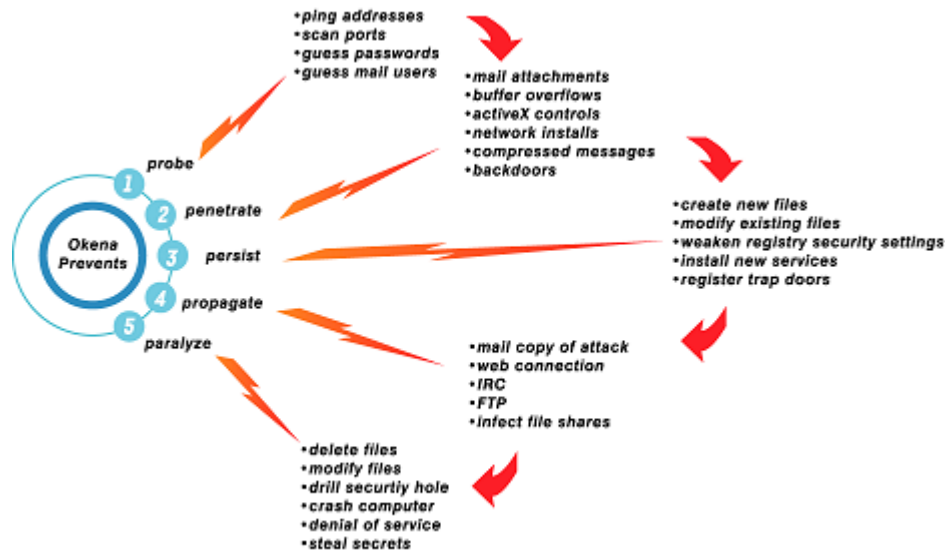 •ping addresses
•scan ports
•guess passwords
•guess mail users
•mail attachments
•buffer overflows
•activeX controls
•network installs
•compressed messages
•backdoors
•create new files
•modify existing files
•weaken registry security settings
•install new services
•register trap doors
•mail copy of attack
•web connection
•IRC
•FTP
•infect file shares
•delete files
•modify files
•drill securtiy hole
•crash computer
•denial of service
•steal secrets
Okena
Prevents
1 probe
2 penetrate
3 persist
4 propagate
5 paralyze